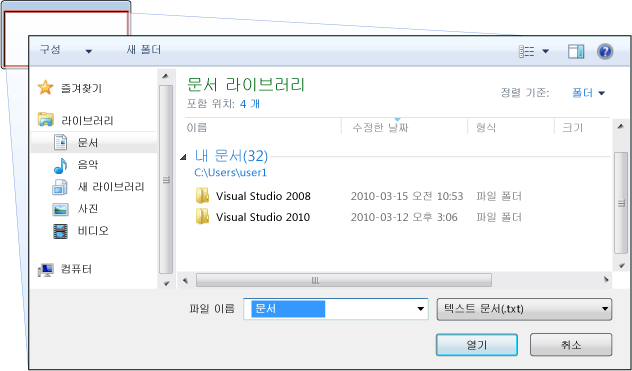 구성 새 폴더
즐겨찾기
라이브러리
문서
음악
새 라이브러리
사진
비디오
컴퓨터
문서 라이브러리
포함 위치: 4 개
정렬 기준: 폴더
이름 수정한 날짜 형식 크기
내 문서(32)
C:\Users\user1
Visual Studio 2008 2010-03-15 오전 10:53 파일 폴더
Visual Studio 2010 2010-03-12 오후 3:06 파일 폴더
파일 이름 문서 텍스트 문서(.txt)
열기 취소